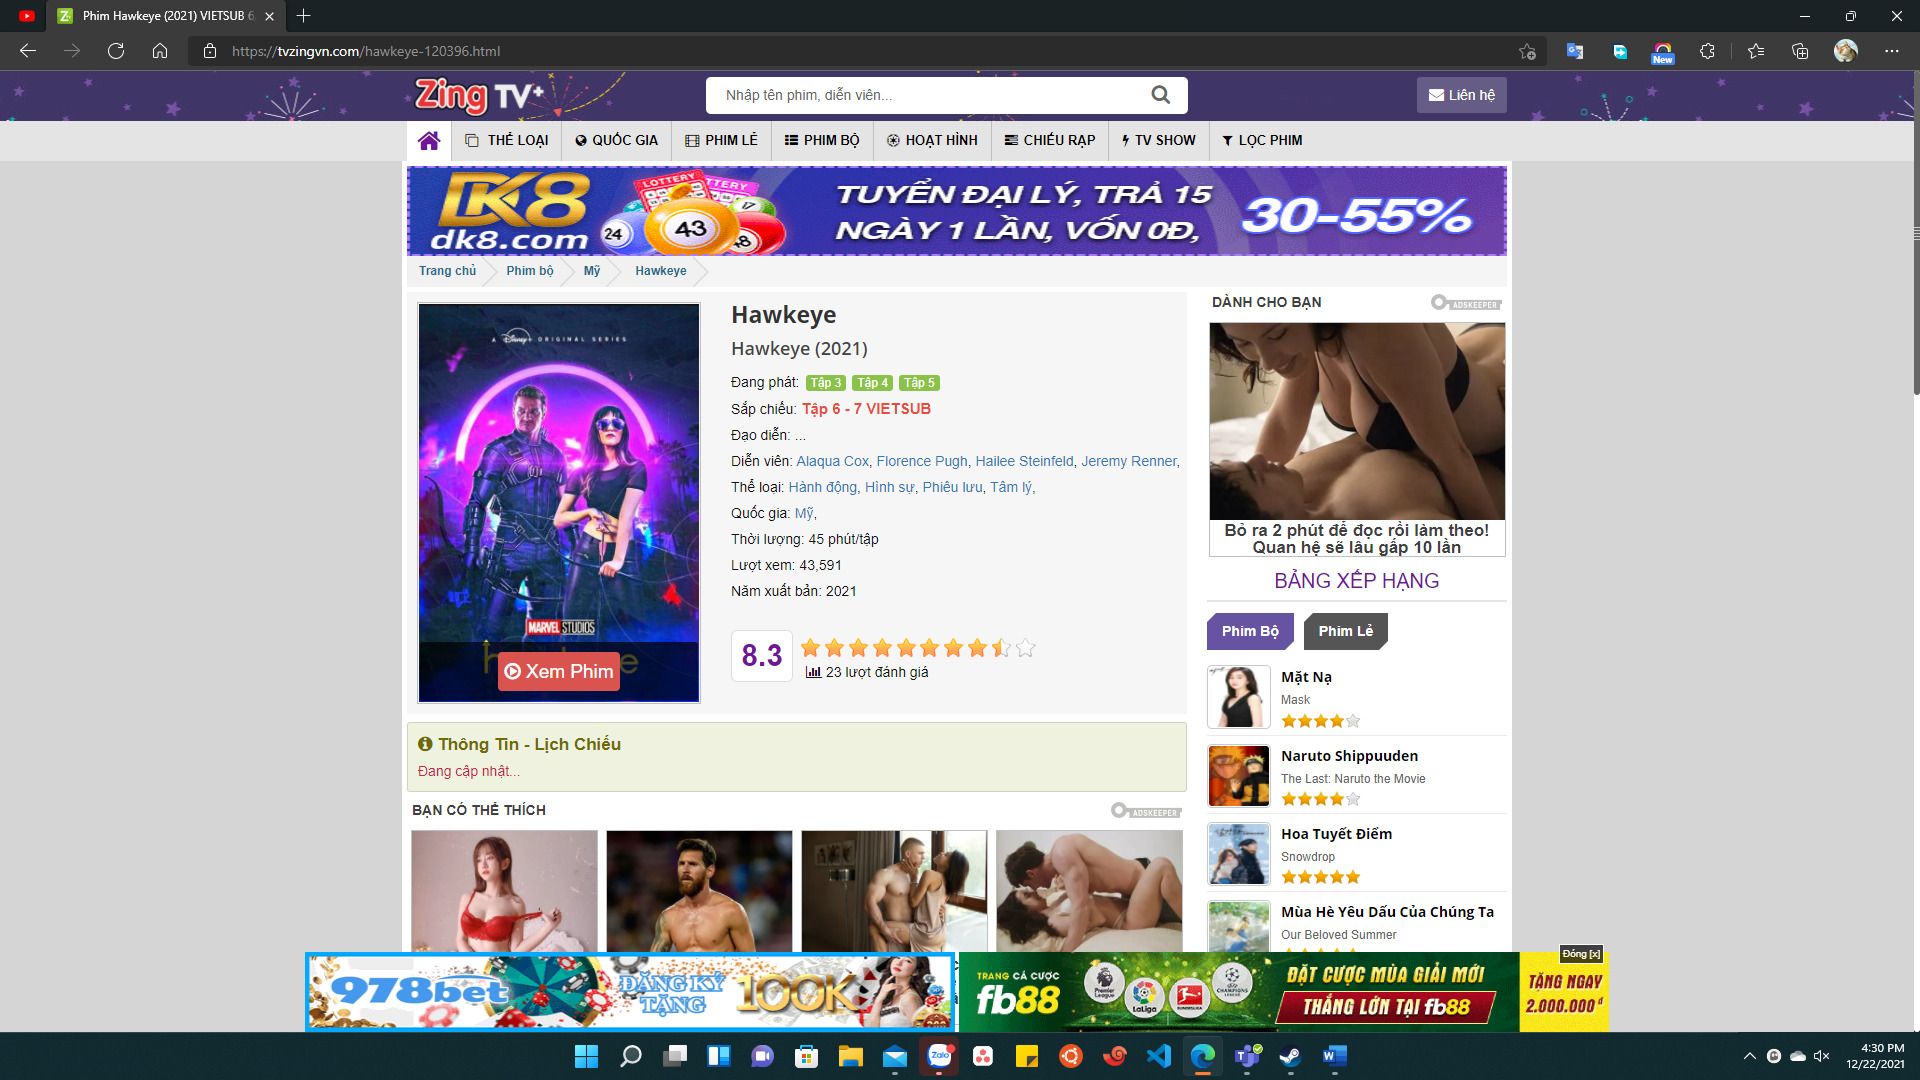 Phim Hawkeye (2021) VIETSUB 6,
https://tvzingvn.com/hawkeye-120396.html
New
Zing TV+
Nhập tên phim, diễn viên...
Liên hệ
THỂ LOẠI
QUỐC GIA
PHIM LẺ
PHIM BỘ
HOẠT HÌNH
CHIẾU RẠP
TV SHOW
LỌC PHIM
DK8
dk8.com
LOTTERY
LOTTERY
24
43
17
48
TUYỂN ĐẠI LÝ, TRẢ 15
NGÀY 1 LẦN, VỐN 0Đ,
30-55%
Trang chủ
Phim bộ
Mỹ
Hawkeye
A Disney+ ORIGINAL SERIES
MARVEL STUDIOS
Xem Phim
Hawkeye
Hawkeye (2021)
Đang phát: Tập 3 Tập 4 Tập 5
Sắp chiếu: Tập 6 - 7 VIETSUB
Đạo diễn: ...
Diễn viên: Alaqua Cox, Florence Pugh, Hailee Steinfeld, Jeremy Renner,
Thể loại: Hành động, Hình sự, Phiêu lưu, Tâm lý,
Quốc gia: Mỹ,
Thời lượng: 45 phút/tập
Lượt xem: 43,591
Năm xuất bản: 2021
8.3
23 lượt đánh giá
Thông Tin - Lịch Chiếu
Đang cập nhật...
BẠN CÓ THỂ THÍCH
ADSKEEPER
DÀNH CHO BẠN
ADSKEEPER
Bỏ ra 2 phút để đọc rồi làm theo!
Quan hệ sẽ lâu gấp 10 lần
BẢNG XẾP HẠNG
Phim Bộ
Phim Lẻ
Mặt Nạ
Mask
Naruto Shippuuden
The Last: Naruto the Movie
Hoa Tuyết Điểm
Snowdrop
Mùa Hè Yêu Dấu Của Chúng Ta
Our Beloved Summer
Đóng [x]
978bet
ĐĂNG KÝ
TẶNG
100K
TRANG CÁ CƯỢC
fb88
Premier League
LaLiga
BUNDESLIGA
CHAMPIONS LEAGUE
ĐẶT CƯỢC MÙA GIẢI MỚI
THẮNG LỚN TẠI fb88
TẶNG NGAY
2.000.000đ
Zalo
4:30 PM
12/22/2021